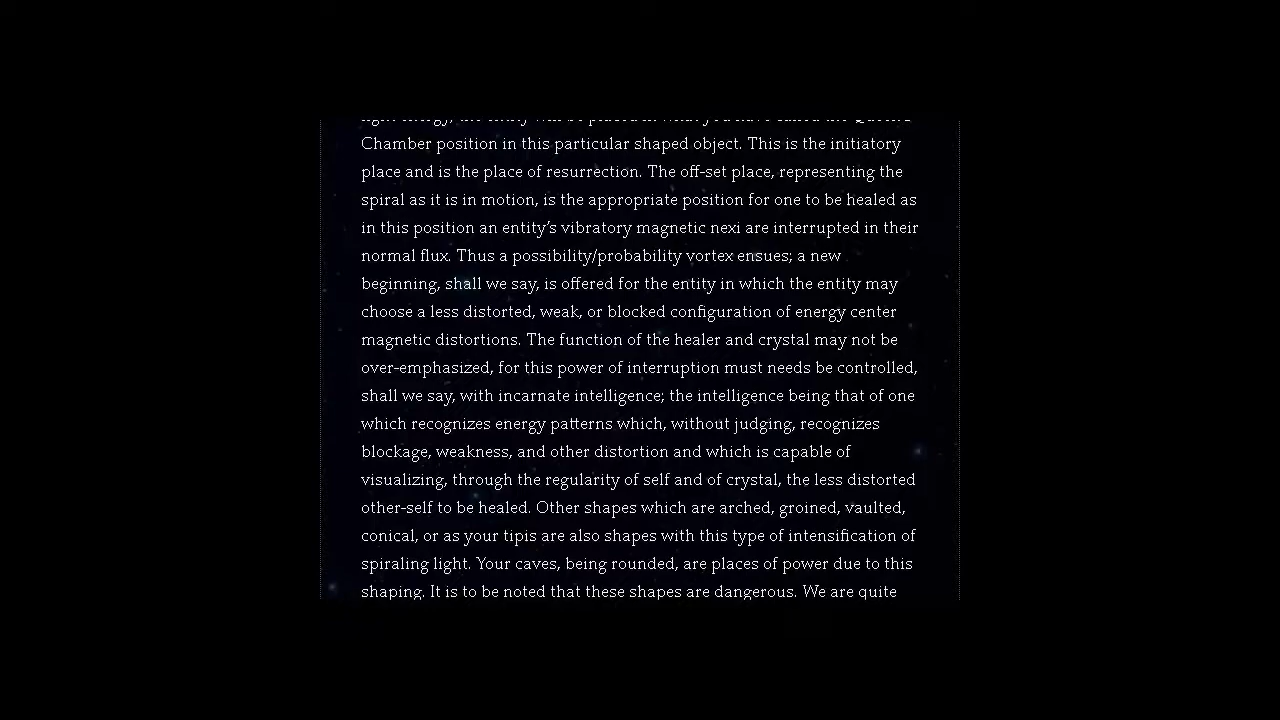 Chamber position in this particular shaped object. This is the initiatory
place and is the place of resurrection. The off-set place, representing the
spiral as it is in motion, is the appropriate position for one to be healed as
in this position an entity's vibratory magnetic nexi are interrupted in their
normal flux. Thus a possibility/probability vortex ensues; a new
beginning, shall we say, is offered for the entity in which the entity may
choose a less distorted, weak, or blocked configuration of energy center
magnetic distortions. The function of the healer and crystal may not be
over-emphasized, for this power of interruption must needs be controlled,
shall we say, with incarnate intelligence; the intelligence being that of one
which recognizes energy patterns which, without judging, recognizes
blockage, weakness, and other distortion and which is capable of
visualizing, through the regularity of self and of crystal, the less distorted
other-self to be healed. Other shapes which are arched, groined, vaulted,
conical, or as your tipis are also shapes with this type of intensification of
spiraling light. Your caves, being rounded, are places of power due to this
shaping. It is to be noted that these shapes are dangerous. We are quite